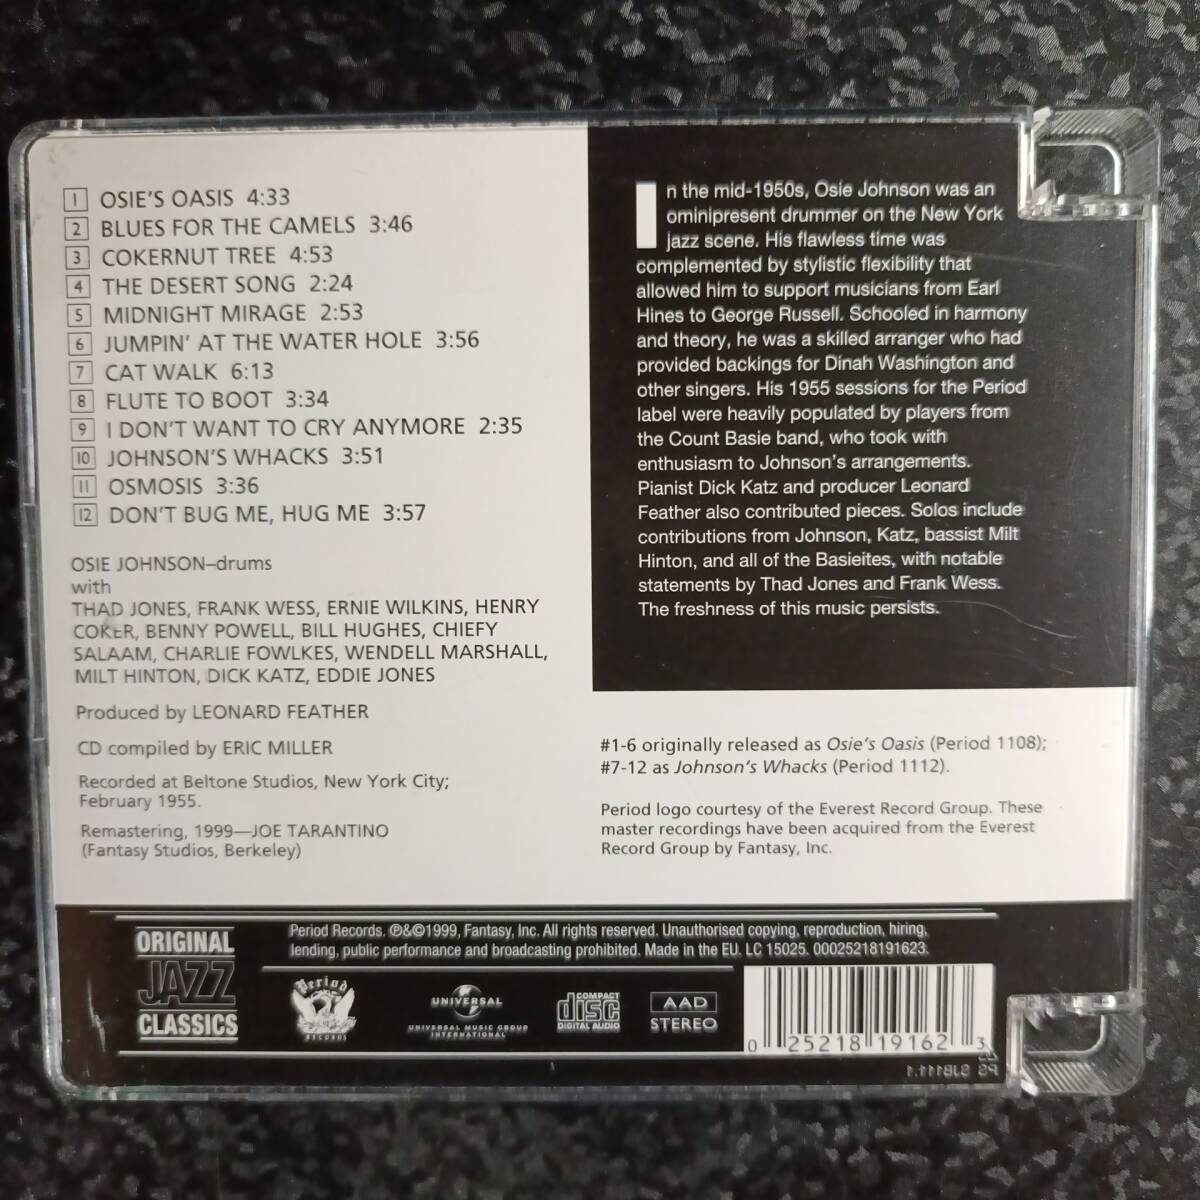 1 OSIE'S OASIS 4:33
2 BLUES FOR THE CAMELS 3:46
3 COKERNUT TREE 4:53
4 THE DESERT SONG 2:24
5 MIDNIGHT MIRAGE 2:53
6 JUMPIN' AT THE WATER HOLE 3:56
7 CAT WALK 6:13
8 FLUTE TO BOOT 3:34
9 I DON'T WANT TO CRY ANYMORE 2:35
10 JOHNSON'S WHACKS 3:51
11 OSMOSIS 3:36
12 DON'T BUG ME, HUG ME 3:57
OSIE JOHNSON–drums
with
THAD JONES, FRANK WESS, ERNIE WILKINS, HENRY
COKER, BENNY POWELL, BILL HUGHES, CHIEFY
SALAAM, CHARLIE FOWLKES, WENDELL MARSHALL,
MILT HINTON, DICK KATZ, EDDIE JONES
Produced by LEONARD FEATHER
CD compiled by ERIC MILLER
Recorded at Beltone Studios, New York City;
February 1955.
Remastering, 1999—JOE TARANTINO
(Fantasy Studios, Berkeley)
In the mid-1950s, Osie Johnson was an
ominipresent drummer on the New York
jazz scene. His flawless time was
complemented by stylistic flexibility that
allowed him to support musicians from Earl
Hines to George Russell. Schooled in harmony
and theory, he was a skilled arranger who had
provided backings for Dinah Washington and
other singers. His 1955 sessions for the Period
label were heavily populated by players from
the Count Basie band, who took with
enthusiasm to Johnson's arrangements.
Pianist Dick Katz and producer Leonard
Feather also contributed pieces. Solos include
contributions from Johnson, Katz, bassist Milt
Hinton, and all of the Basieites, with notable
statements by Thad Jones and Frank Wess.
The freshness of this music persists.
#1-6 originally released as Osie's Oasis (Period 1108);
#7-12 as Johnson's Whacks (Period 1112).
Period logo courtesy of the Everest Record Group. These
master recordings have been acquired from the Everest
Record Group by Fantasy, Inc.
ORIGINAL
JAZZ
CLASSICS
Period Records. ℗&©1999, Fantasy, Inc. All rights reserved. Unauthorised copying, reproduction, hiring,
lending, public performance and broadcasting prohibited. Made in the EU. LC 15025. 00025218191623.
Period
RECORDS
UNIVERSAL
UNIVERSAL MUSIC GROUP
INTERNATIONAL
COMPACT
disc
DIGITAL AUDIO
AAD
STEREO
0 25218 19162 3